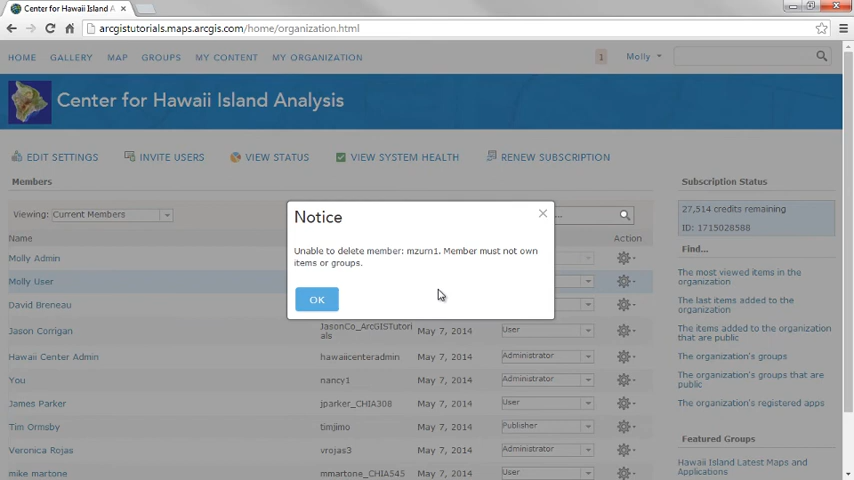 Center for Hawaii Island A
arcgistutorials.maps.arcgis.com/home/organization.html
HOME GALLERY MAP GROUPS MY CONTENT MY ORGANIZATION 1 Molly
Center for Hawaii Island Analysis
EDIT SETTINGS INVITE USERS VIEW STATUS VIEW SYSTEM HEALTH RENEW SUBSCRIPTION
Members
Viewing: Current Members
Name
Action
Molly Admin
Molly User
David Breneau
Jason Corrigan JasonCo_ArcGISTutori
als May 7, 2014 User
Hawaii Center Admin hawaiicenteradmin May 7, 2014 Administrator
You nancy1 May 7, 2014 Administrator
James Parker jparker_CHIA308 May 7, 2014 User
Tim Ormsby timjimo May 7, 2014 Publisher
Veronica Rojas vrojas3 May 7, 2014 Administrator
mike martone mmartone_CHIA545 May 7, 2014 User
Notice
Unable to delete member: mzurn1. Member must not own
items or groups.
OK
Subscription Status
27,514 credits remaining
ID: 1715028588
Find...
The most viewed items in the
organization
The last items added to the
organization
The items added to the organization
that are public
The organization's groups
The organization's groups that are
public
The organization's registered apps
Featured Groups
Hawaii Island Latest Maps and
Applications